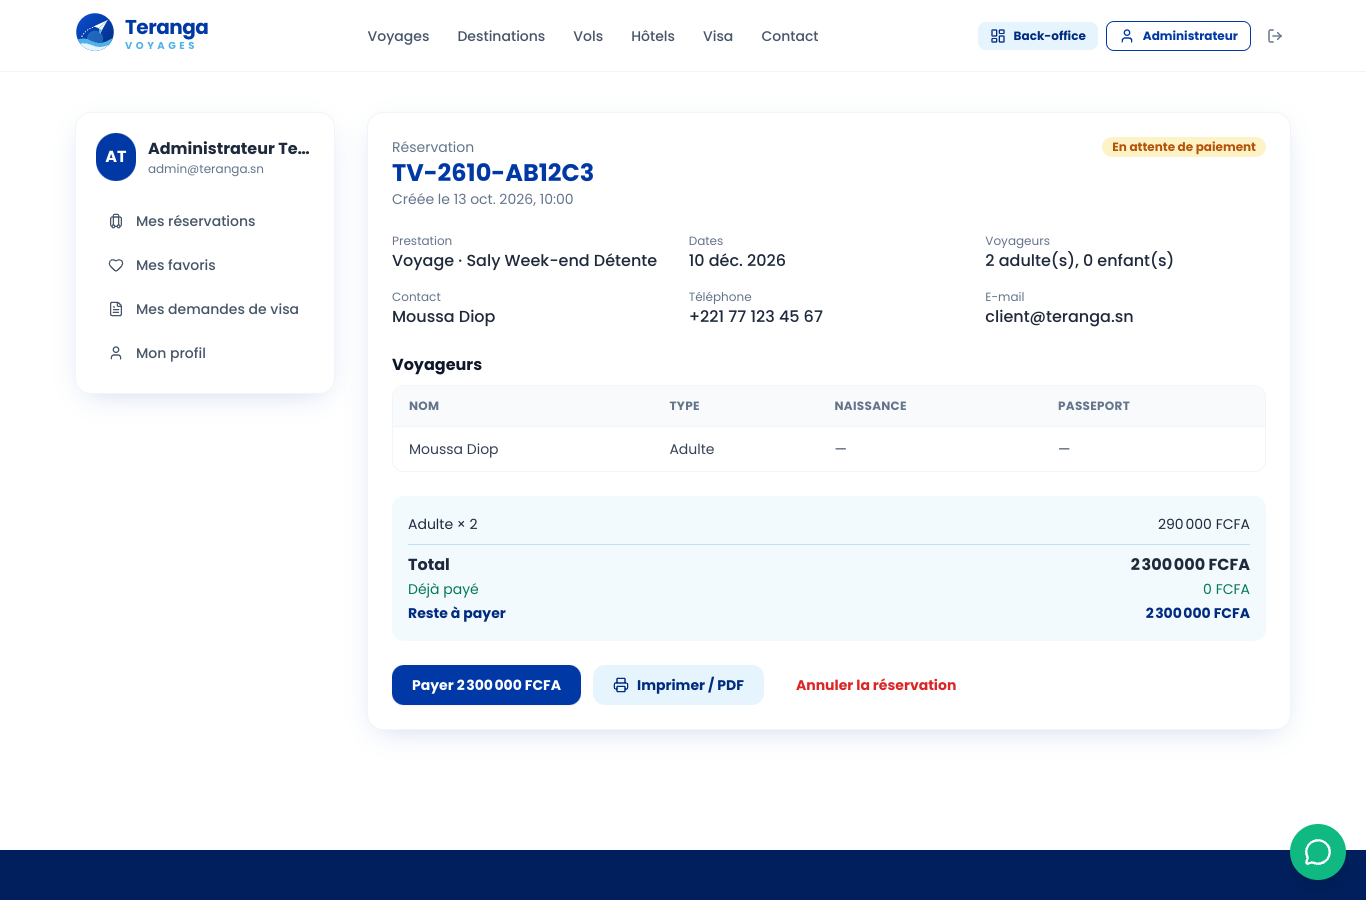 Teranga
VOYAGES
Voyages
Destinations
Vols
Hôtels
Visa
Contact
Back-office
Administrateur
AT
Administrateur Te...
admin@teranga.sn
Mes réservations
Mes favoris
Mes demandes de visa
Mon profil
Réservation
En attente de paiement
TV-2610-AB12C3
Créée le 13 oct. 2026, 10:00
Prestation
Voyage · Saly Week-end Détente
Dates
10 déc. 2026
Voyageurs
2 adulte(s), 0 enfant(s)
Contact
Moussa Diop
Téléphone
+221 77 123 45 67
E-mail
client@teranga.sn
Voyageurs
NOM TYPE NAISSANCE PASSEPORT
Moussa Diop Adulte — —
Adulte × 2 290 000 FCFA
Total 2 300 000 FCFA
Déjà payé 0 FCFA
Reste à payer 2 300 000 FCFA
Payer 2 300 000 FCFA
Imprimer / PDF
Annuler la réservation